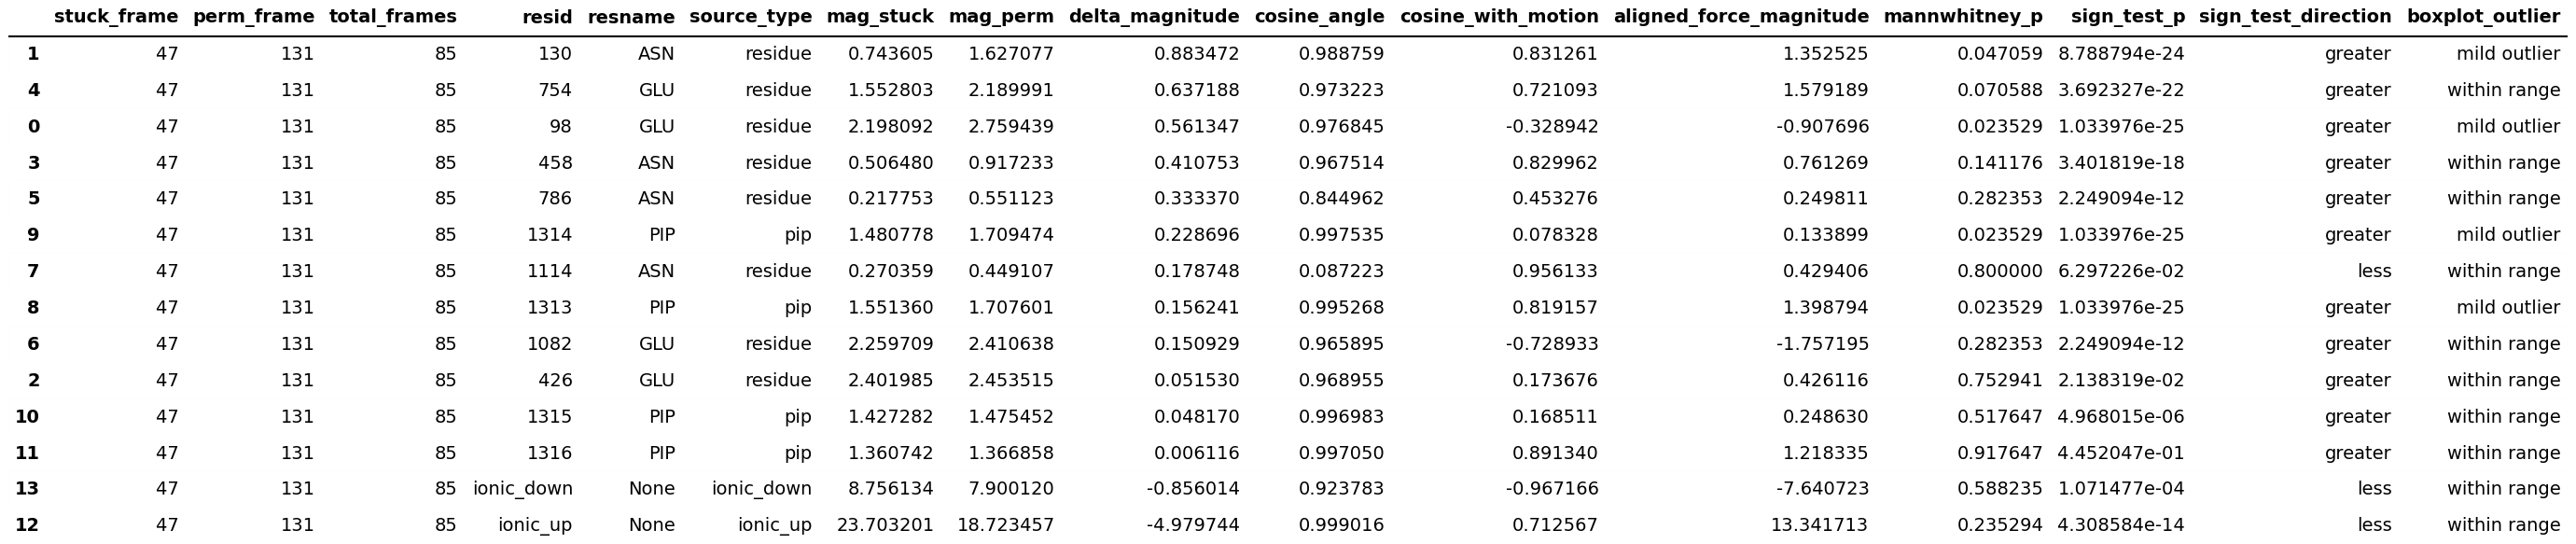 stuck_frame perm_frame total_frames resid resname source_type mag_stuck mag_perm delta_magnitude cosine_angle cosine_with_motion aligned_force_magnitude mannwhitney_p sign_test_p sign_test_direction boxplot_outlier
1 47 131 85 130 ASN residue 0.743605 1.627077 0.883472 0.988759 0.831261 1.352525 0.047059 8.788794e-24 greater mild outlier
4 47 131 85 754 GLU residue 1.552803 2.189991 0.637188 0.973223 0.721093 1.579189 0.070588 3.692327e-22 greater within range
0 47 131 85 98 GLU residue 2.198092 2.759439 0.561347 0.976845 -0.328942 -0.907696 0.023529 1.033976e-25 greater mild outlier
3 47 131 85 458 ASN residue 0.506480 0.917233 0.410753 0.967514 0.829962 0.761269 0.141176 3.401819e-18 greater within range
5 47 131 85 786 ASN residue 0.217753 0.551123 0.333370 0.844962 0.453276 0.249811 0.282353 2.249094e-12 greater within range
9 47 131 85 1314 PIP pip 1.480778 1.709474 0.228696 0.997535 0.078328 0.133899 0.023529 1.033976e-25 greater mild outlier
7 47 131 85 1114 ASN residue 0.270359 0.449107 0.178748 0.087223 0.956133 0.429406 0.800000 6.297226e-02 less within range
8 47 131 85 1313 PIP pip 1.551360 1.707601 0.156241 0.995268 0.819157 1.398794 0.023529 1.033976e-25 greater mild outlier
6 47 131 85 1082 GLU residue 2.259709 2.410638 0.150929 0.965895 -0.728933 -1.757195 0.282353 2.249094e-12 greater within range
2 47 131 85 426 GLU residue 2.401985 2.453515 0.051530 0.968955 0.173676 0.426116 0.752941 2.138319e-02 greater within range
10 47 131 85 1315 PIP pip 1.427282 1.475452 0.048170 0.996983 0.168511 0.248630 0.517647 4.968015e-06 greater within range
11 47 131 85 1316 PIP pip 1.360742 1.366858 0.006116 0.997050 0.891340 1.218335 0.917647 4.452047e-01 greater within range
13 47 131 85 ionic_down None ionic_down 8.756134 7.900120 -0.856014 0.923783 -0.967166 -7.640723 0.588235 1.071477e-04 less within range
12 47 131 85 ionic_up None ionic_up 23.703201 18.723457 -4.979744 0.999016 0.712567 13.341713 0.235294 4.308584e-14 less within range